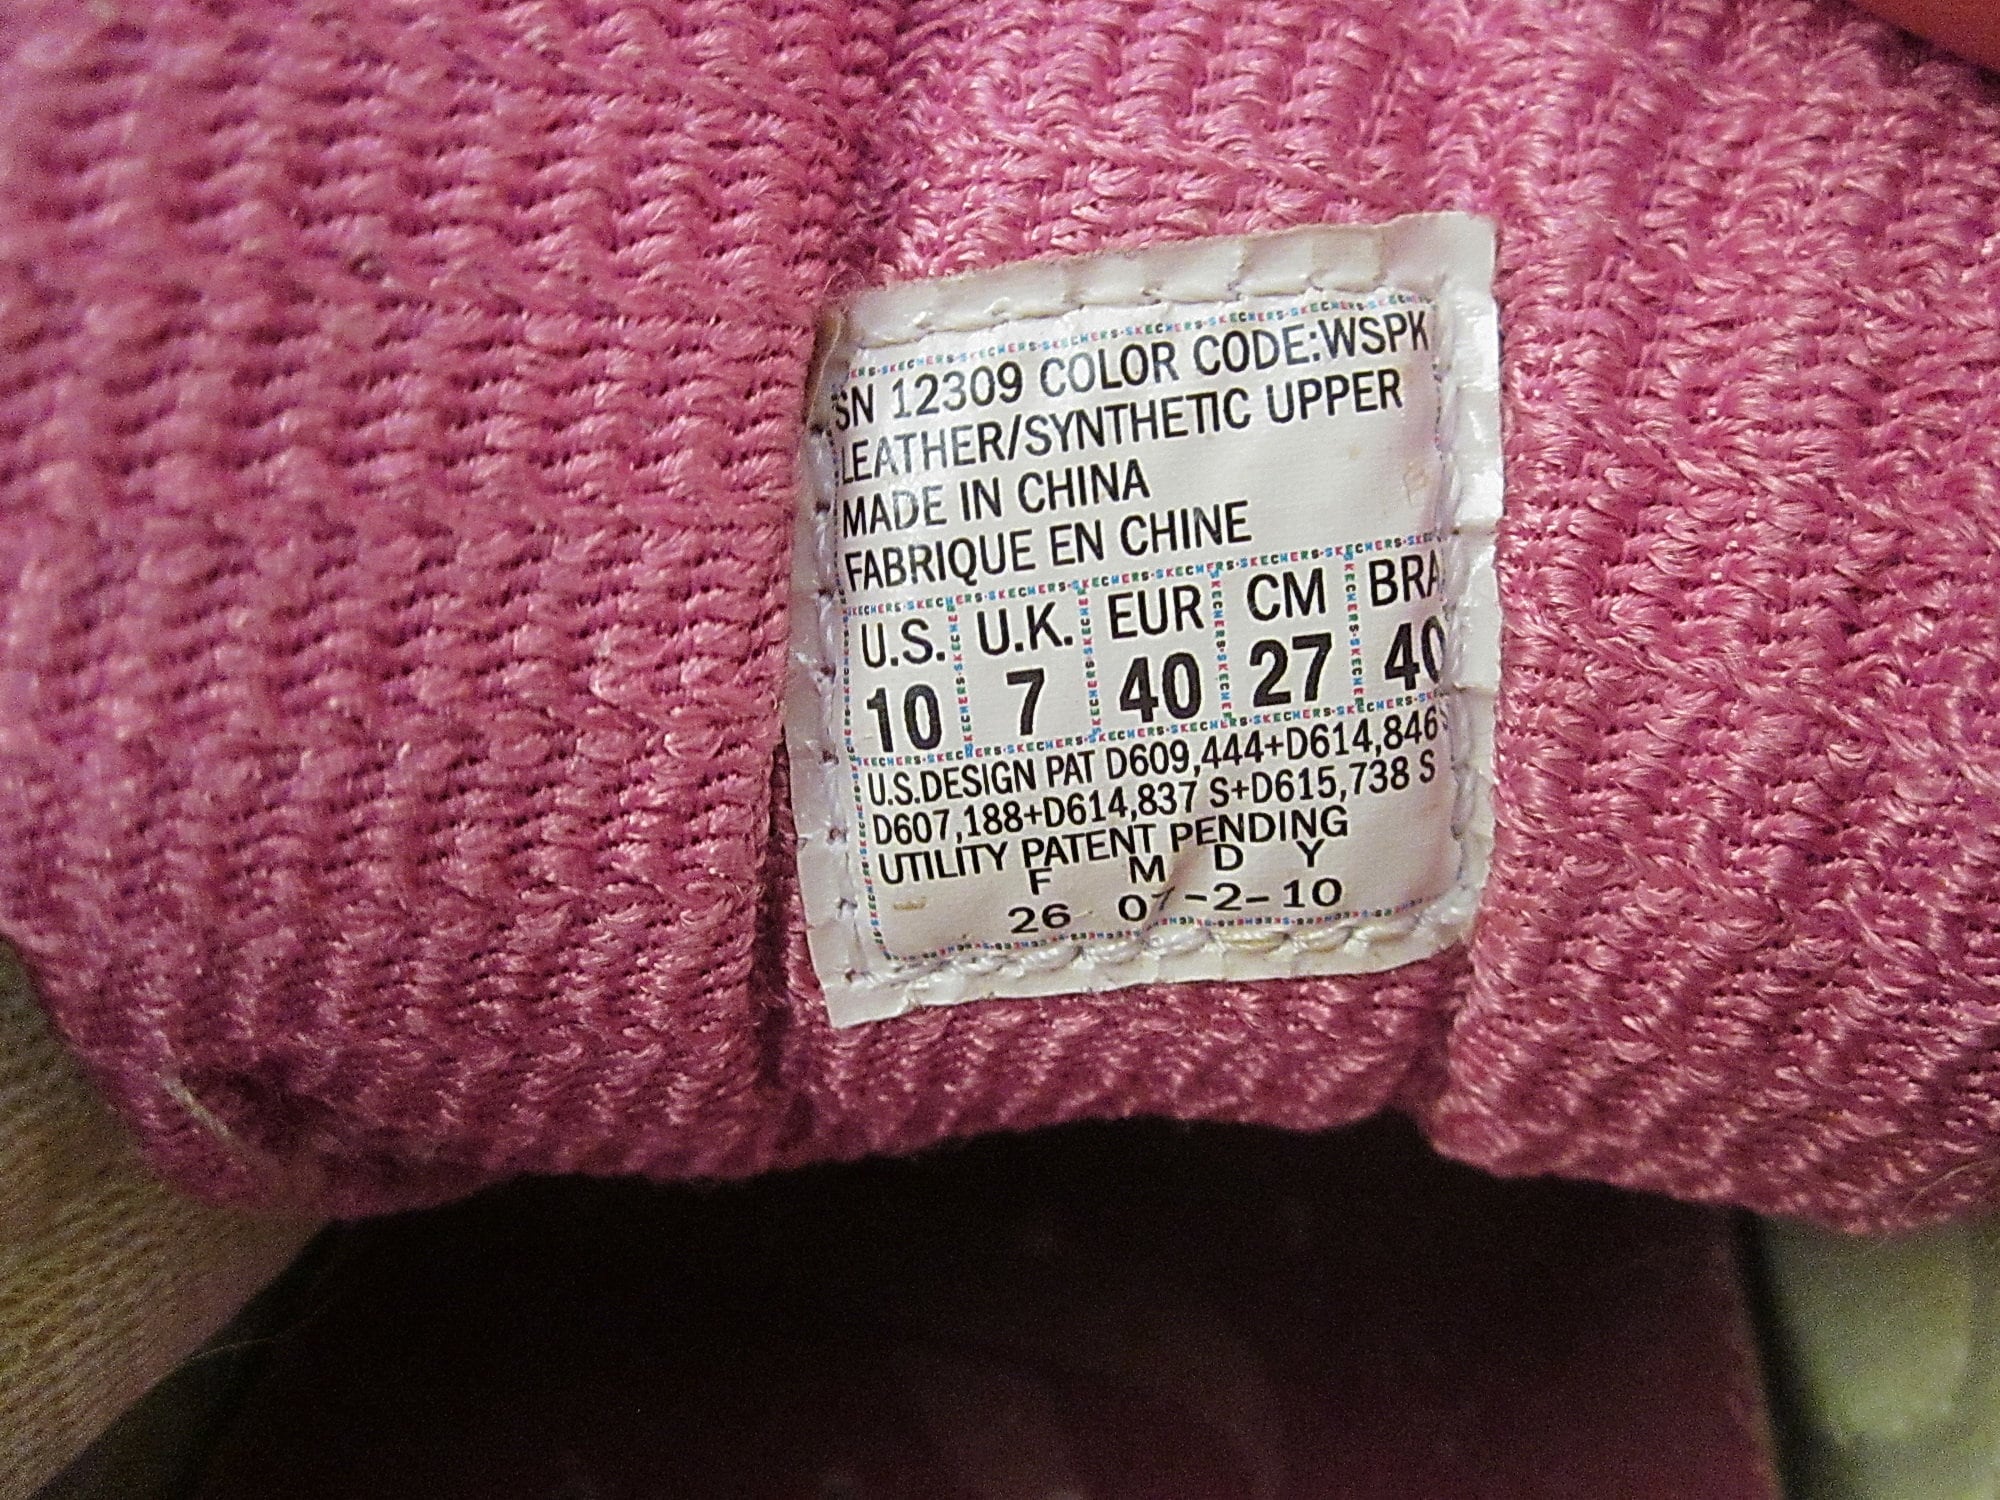 SN 12309 COLOR CODE:WSPK
LEATHER/SYNTHETIC UPPER
MADE IN CHINA
FABRIQUE EN CHINE
U.S. U.K. EUR CM BRA
10 7 40 27 40
U.S.DESIGN PAT D609,444+D614,846
D607,188+D614,837 S+D615,738 S
UTILITY PATENT PENDING
F M D Y
26 07-2-10